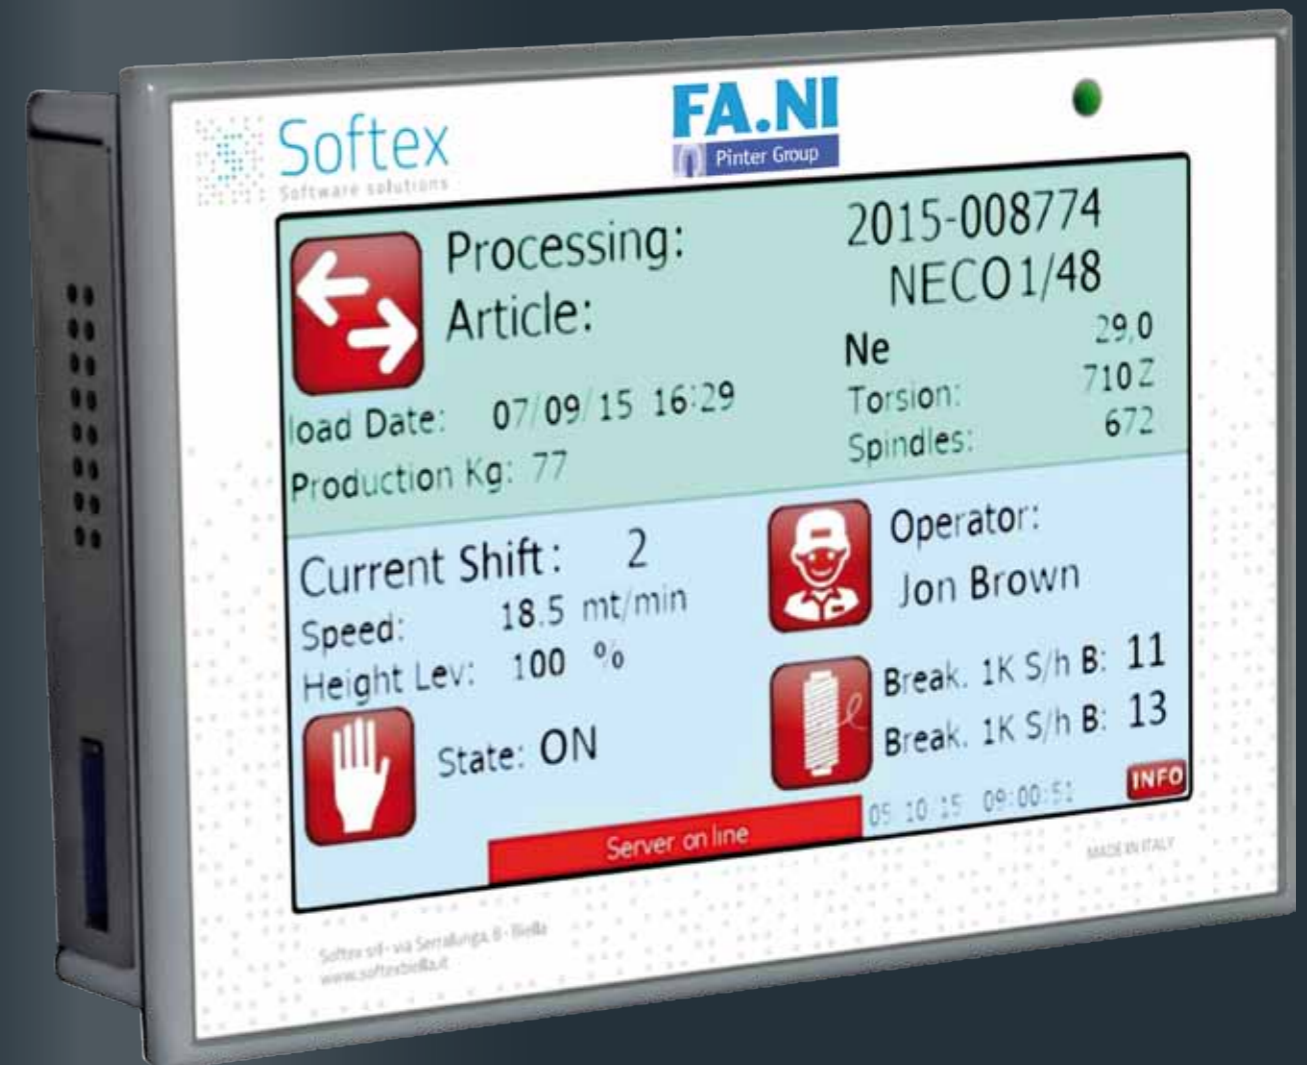 Softex
Software solutions
FA.NI
Pinter Group
Processing: 2015-008774
Article: NECO1/48
Ne 29,0
load Date: 07/09/15 16:29
Torsion: 710 Z
Production Kg: 77
Spindles: 672
Current Shift: 2
Speed: 18.5 mt/min
Height Lev: 100 %
State: ON
Operator:
Jon Brown
Break. 1K S/h B: 11
Break. 1K S/h B: 13
Server on line
05 10 15 09:00:51
INFO
MADE IN ITALY
Softex srl - via Serralunga, 8 - Biella
www.softexbiella.it